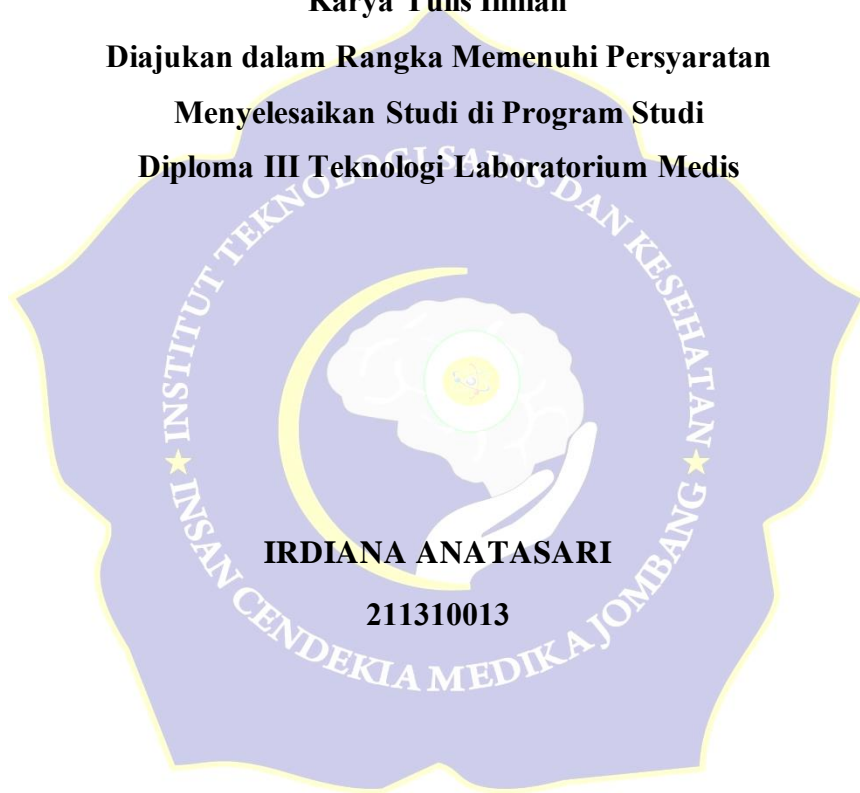 Karya Tulis Ilmiah
Diajukan dalam Rangka Memenuhi Persyaratan
Menyelesaikan Studi di Program Studi
Diploma III Teknologi Laboratorium Medis
INSTITUT TEKNOLOGI SAINS DAN KESEHATAN
INSAN CENDEKIA MEDIKA JOMBANG
IRDIANA ANATASARI
211310013